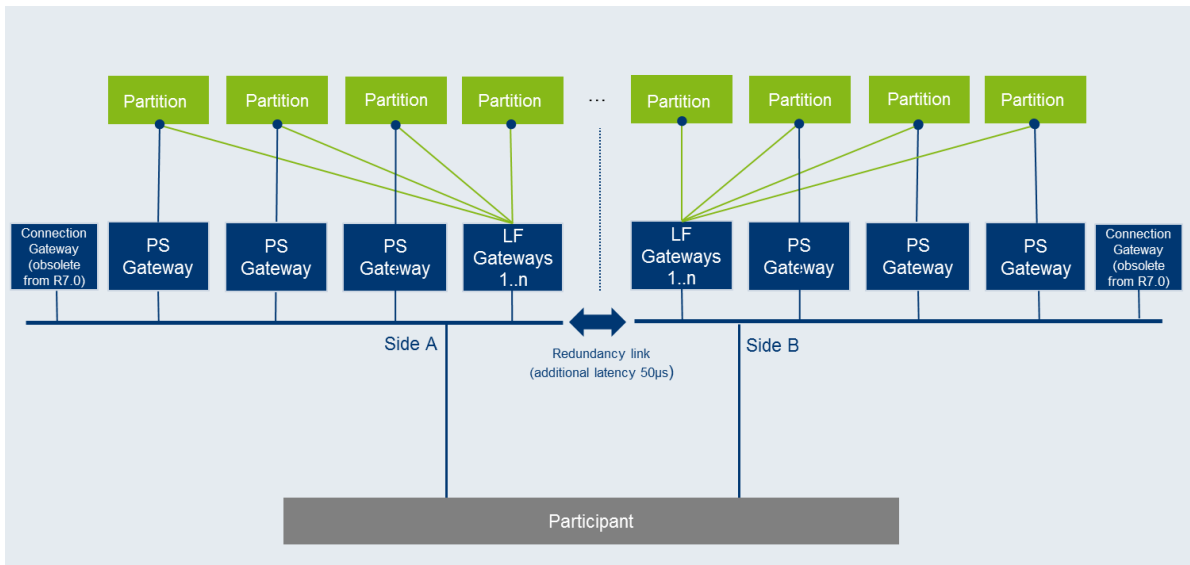 Partition
Partition
Partition
Partition
...
Partition
Partition
Partition
Partition
Connection
Gateway
(obsolete
from R7.0)
PS
Gateway
PS
Gateway
PS
Gateway
LF
Gateways
1..n
LF
Gateways
1..n
PS
Gateway
PS
Gateway
PS
Gateway
Connection
Gateway
(obsolete
from R7.0)
Side A
Redundancy link
(additional latency 50µs)
Side B
Participant